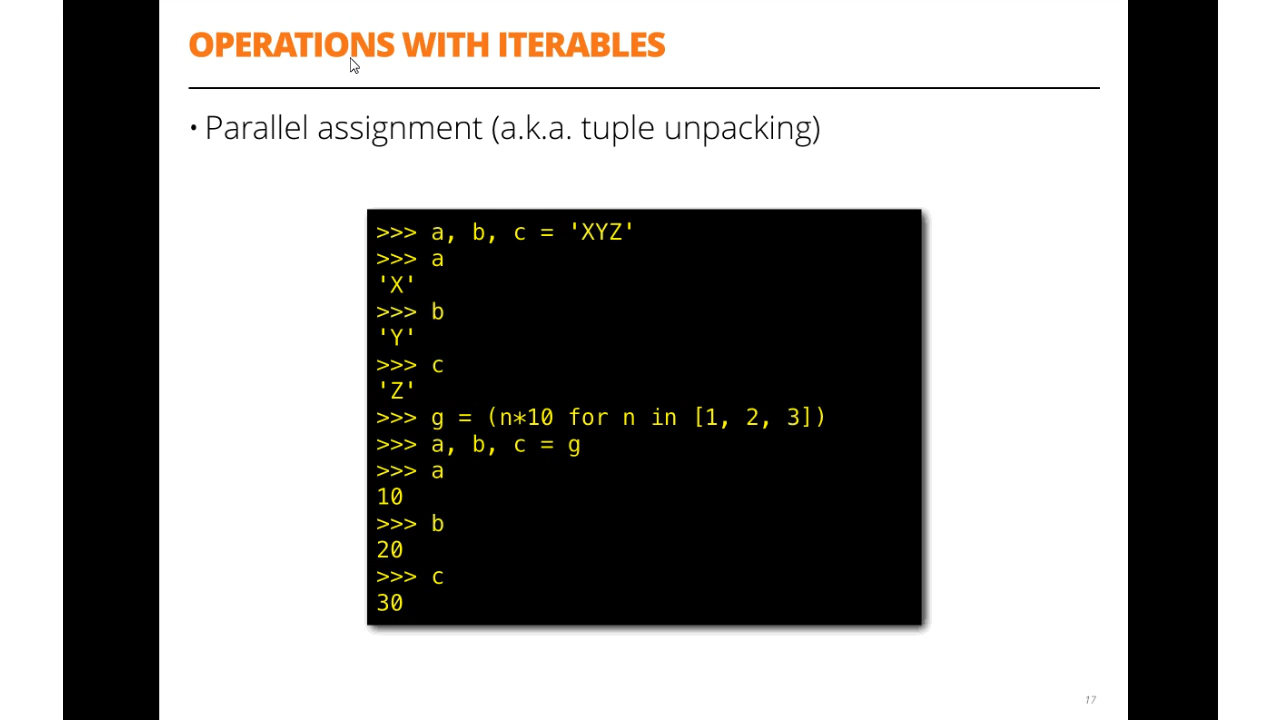 OPERATIONS WITH ITERABLES
• Parallel assignment (a.k.a. tuple unpacking)
>>> a, b, c = 'XYZ'
>>> a
'X'
>>> b
'Y'
>>> c
'Z'
>>> g = (n*10 for n in [1, 2, 3])
>>> a, b, c = g
>>> a
10
>>> b
20
>>> c
30
17